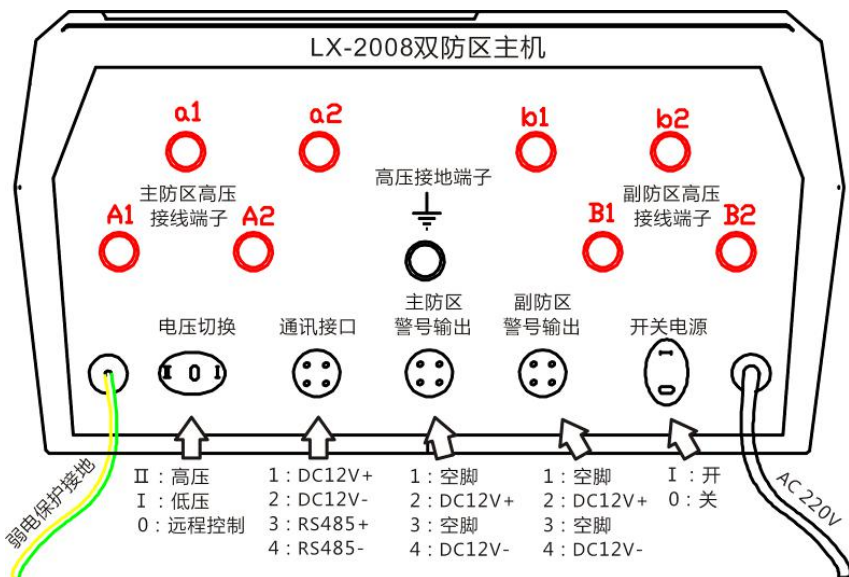 LX-2008双防区主机
a1
a2
b1
b2
主防区高压
接线端子
高压接地端子
副防区高压
接线端子
A1
A2
B1
B2
电压切换
通讯接口
主防区
警号输出
副防区
警号输出
开关电源
II 0 I
I
0
弱电保护接地
II：高压
I：低压
0：远程控制
1：DC12V+
2：DC12V-
3：RS485+
4：RS485-
1：空脚
2：DC12V+
3：空脚
4：DC12V-
1：空脚
2：DC12V+
3：空脚
4：DC12V-
I：开
0：关
AC 220V